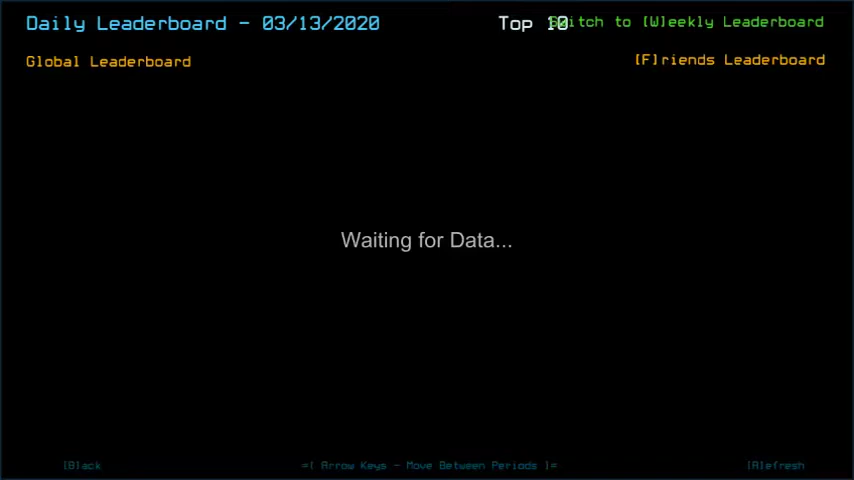 Daily Leaderboard - 03/13/2020
Top 10
Switch to [W]eekly Leaderboard
Global Leaderboard
[F]riends Leaderboard
Waiting for Data...
[B]ack
=[ Arrow Keys - Move Between Periods ]=
[R]efresh